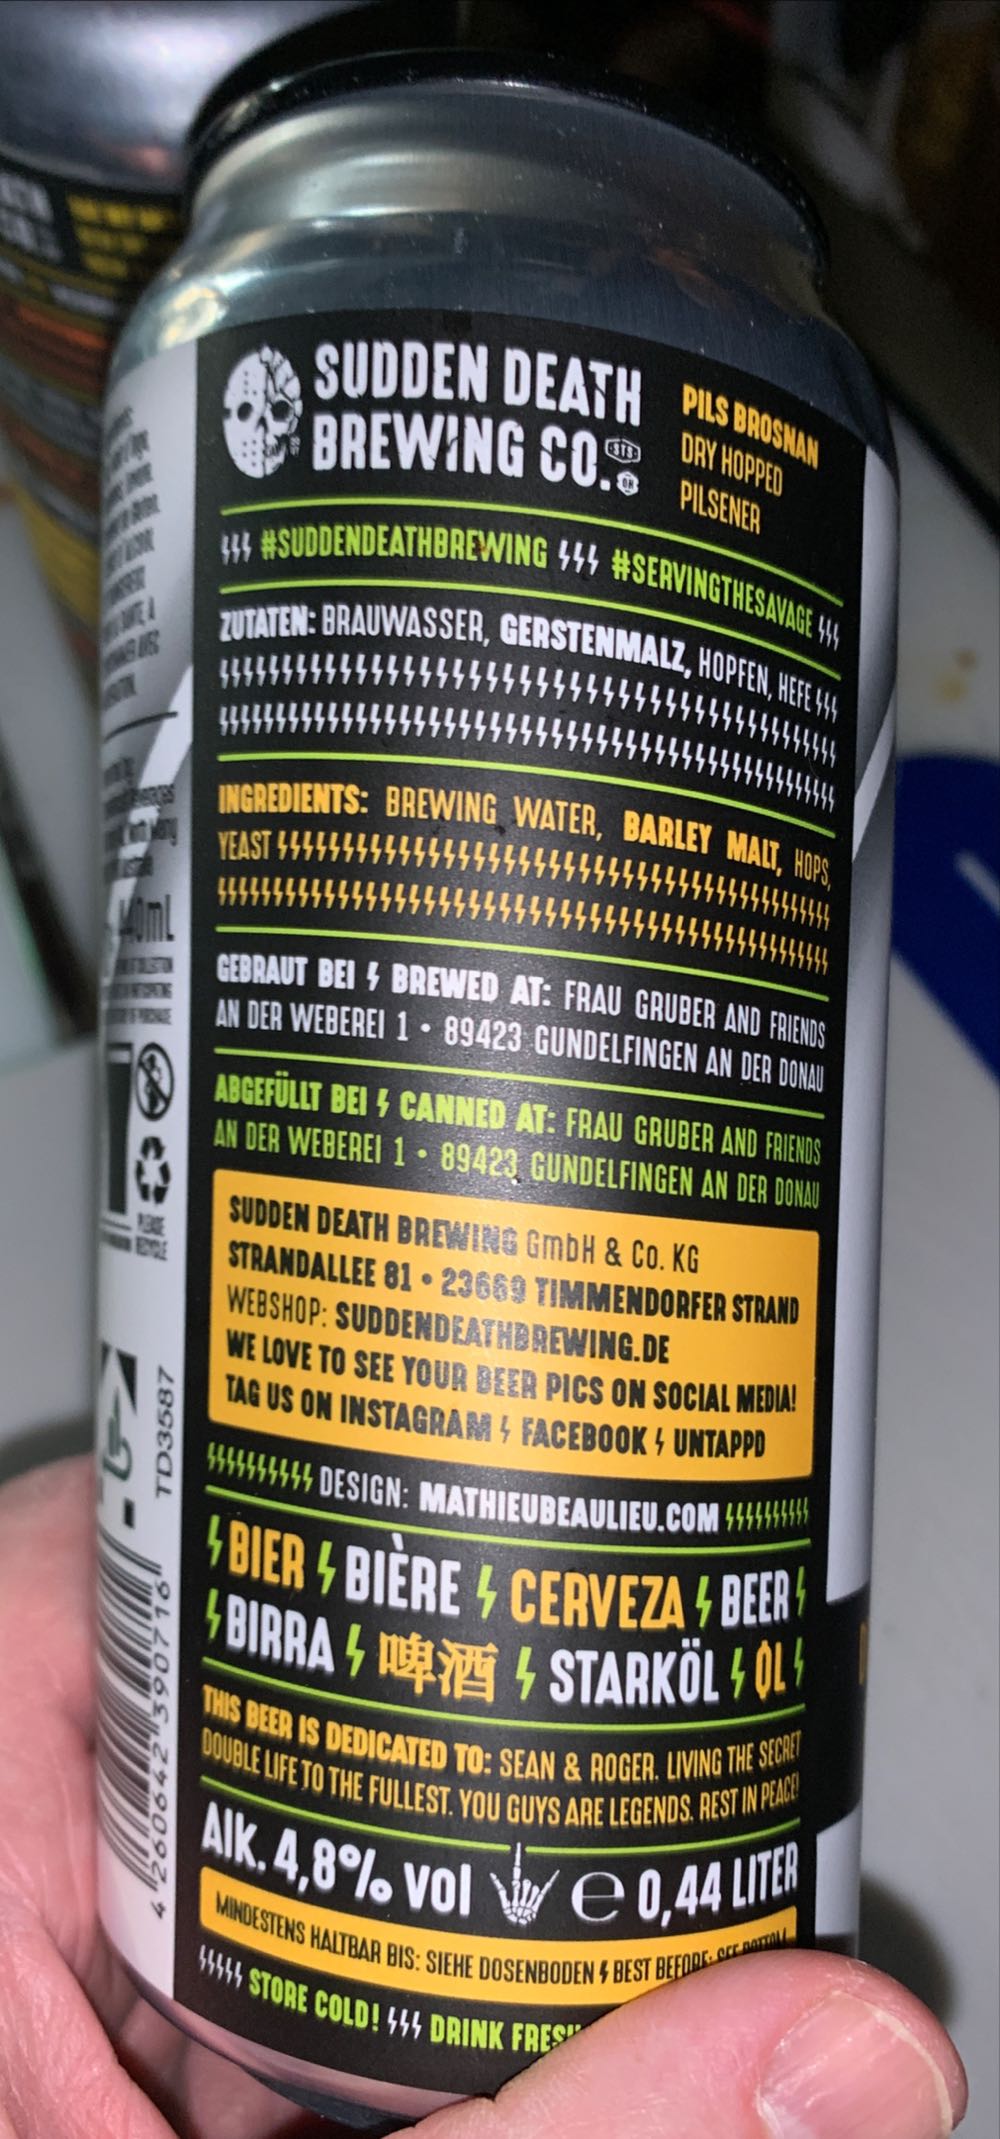 SUDDEN DEATH
BREWING CO.
PILS BROSNAN
DRY HOPPED
PILSENER
#SUDDENDEATHBREWING #SERVINGTHESAVAGE
ZUTATEN: BRAUWASSER, GERSTENMALZ, HOPFEN, HEFE
INGREDIENTS: BREWING WATER, BARLEY MALT, HOPS,
YEAST
GEBRAUT BEI BREWED AT: FRAU GRUBER AND FRIENDS
AN DER WEBEREI 1 • 89423 GUNDELFINGEN AN DER DONAU
ABGEFÜLLT BEI CANNED AT: FRAU GRUBER AND FRIENDS
AN DER WEBEREI 1 • 89423 GUNDELFINGEN AN DER DONAU
SUDDEN DEATH BREWING GmbH & Co. KG
STRANDALLEE 81 • 23669 TIMMENDORFER STRAND
WEBSHOP: SUDDENDEATHBREWING.DE
WE LOVE TO SEE YOUR BEER PICS ON SOCIAL MEDIA!
TAG US ON INSTAGRAM FACEBOOK UNTAPPD
DESIGN: MATHIEUBEAULIEU.COM
BIER BIÈRE CERVEZA BEER
BIRRA 啤酒 STARKÖL ØL
THIS BEER IS DEDICATED TO: SEAN & ROGER. LIVING THE SECRET
DOUBLE LIFE TO THE FULLEST. YOU GUYS ARE LEGENDS. REST IN PEACE!
Alk. 4,8% vol ℮ 0,44 LITER
MINDESTENS HALTBAR BIS: SIEHE DOSENBODEN BEST BEFORE: SEE BOTTOM
STORE COLD! DRINK
PLEASE
RECYCLE
TD3587
4 260642 390716